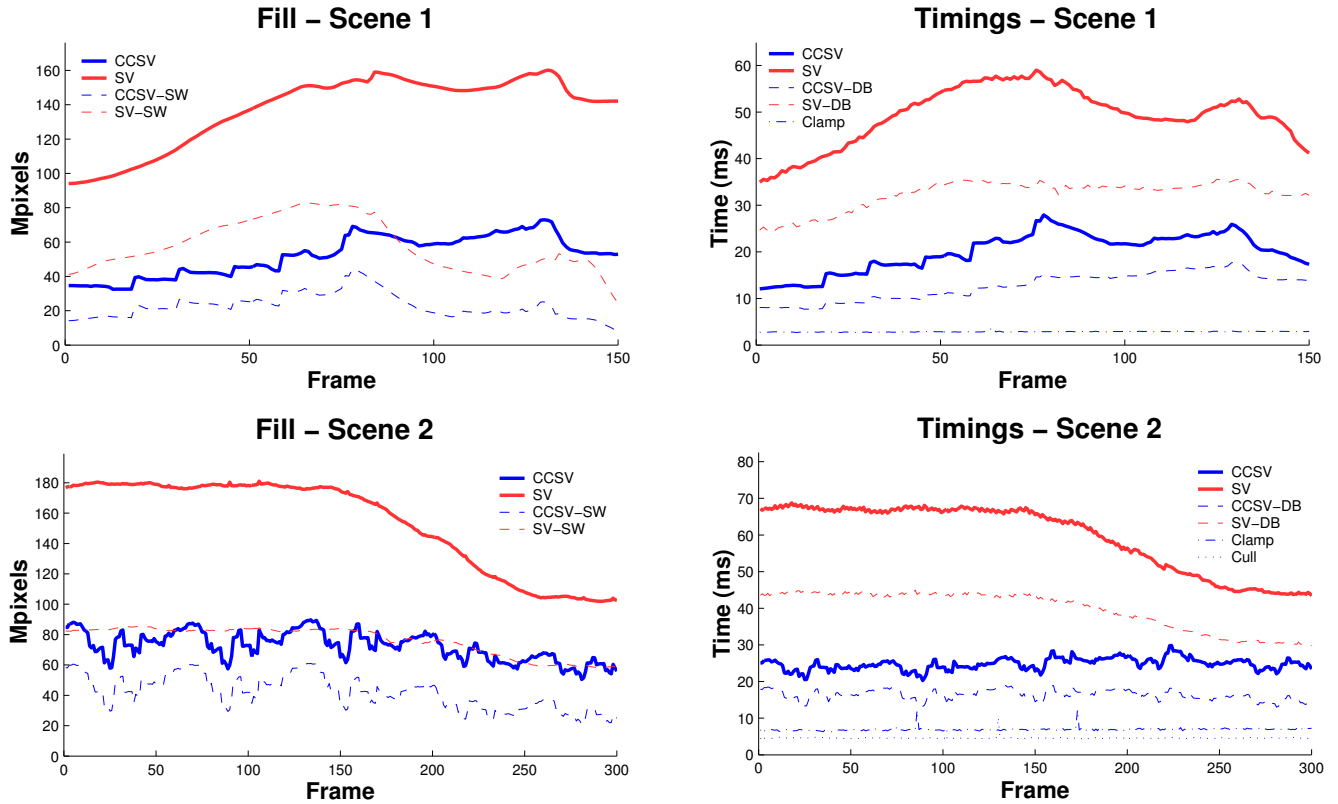 Fill – Scene 1
CCSV
SV
CCSV–SW
SV–SW
160
140
120
100
80
60
40
20
0
Mpixels
0 50 100 150
Frame
Timings – Scene 1
CCSV
SV
CCSV–DB
SV–DB
Clamp
60
50
40
30
20
10
0
Time (ms)
0 50 100 150
Frame
Fill – Scene 2
CCSV
SV
CCSV–SW
SV–SW
180
160
140
120
100
80
60
40
20
0
Mpixels
0 50 100 150 200 250 300
Frame
Timings – Scene 2
CCSV
SV
CCSV–DB
SV–DB
Clamp
Cull
80
70
60
50
40
30
20
10
0
Time (ms)
0 50 100 150 200 250 300
Frame